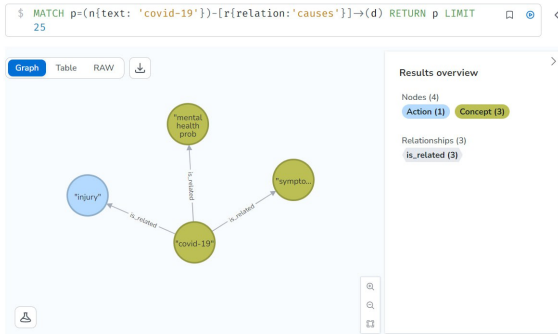 $ MATCH p=(n{text: 'covid-19'})-[r{relation:'causes'}]→(d) RETURN p LIMIT
25
Graph Table RAW
Results overview
Nodes (4)
Action (1) Concept (3)
Relationships (3)
is_related (3)
"mental
health
prob
is_related
"injury"
"sympto...
is_related
is_related
"covid-19"